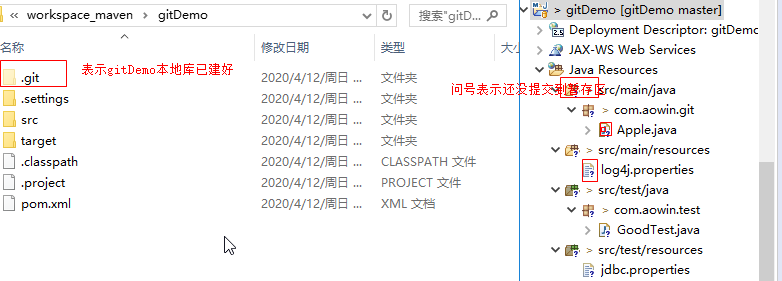 workspace_maven > gitDemo
搜索"gitD...
名称
修改日期
类型
大小
.git
2020/4/12/周日 ...
文件夹
表示gitDemo本地库已建好
.settings
2020/4/12/周日 ...
文件夹
src
2020/4/12/周日 ...
文件夹
target
2020/4/12/周日 ...
文件夹
.classpath
2020/4/12/周日 ...
CLASSPATH 文件
.project
2020/4/12/周日 ...
PROJECT 文件
pom.xml
2020/4/12/周日 ...
XML 文档
> gitDemo [gitDemo master]
Deployment Descriptor: gitDemo
JAX-WS Web Services
Java Resources
问号表示还没提交到暂存区
> src/main/java
> com.aowin.git
Apple.java
> src/main/resources
log4j.properties
> src/test/java
> com.aowin.test
GoodTest.java
> src/test/resources
jdbc.properties